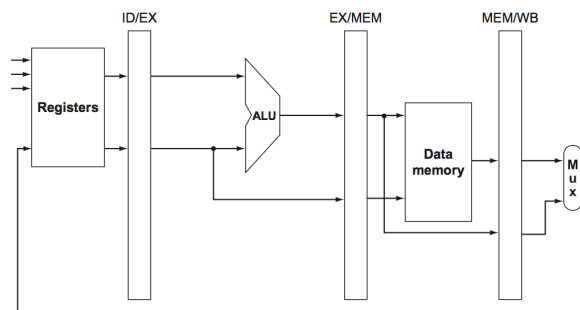 ID/EX
EX/MEM
MEM/WB
Registers
ALU
Data
memory
M
u
x